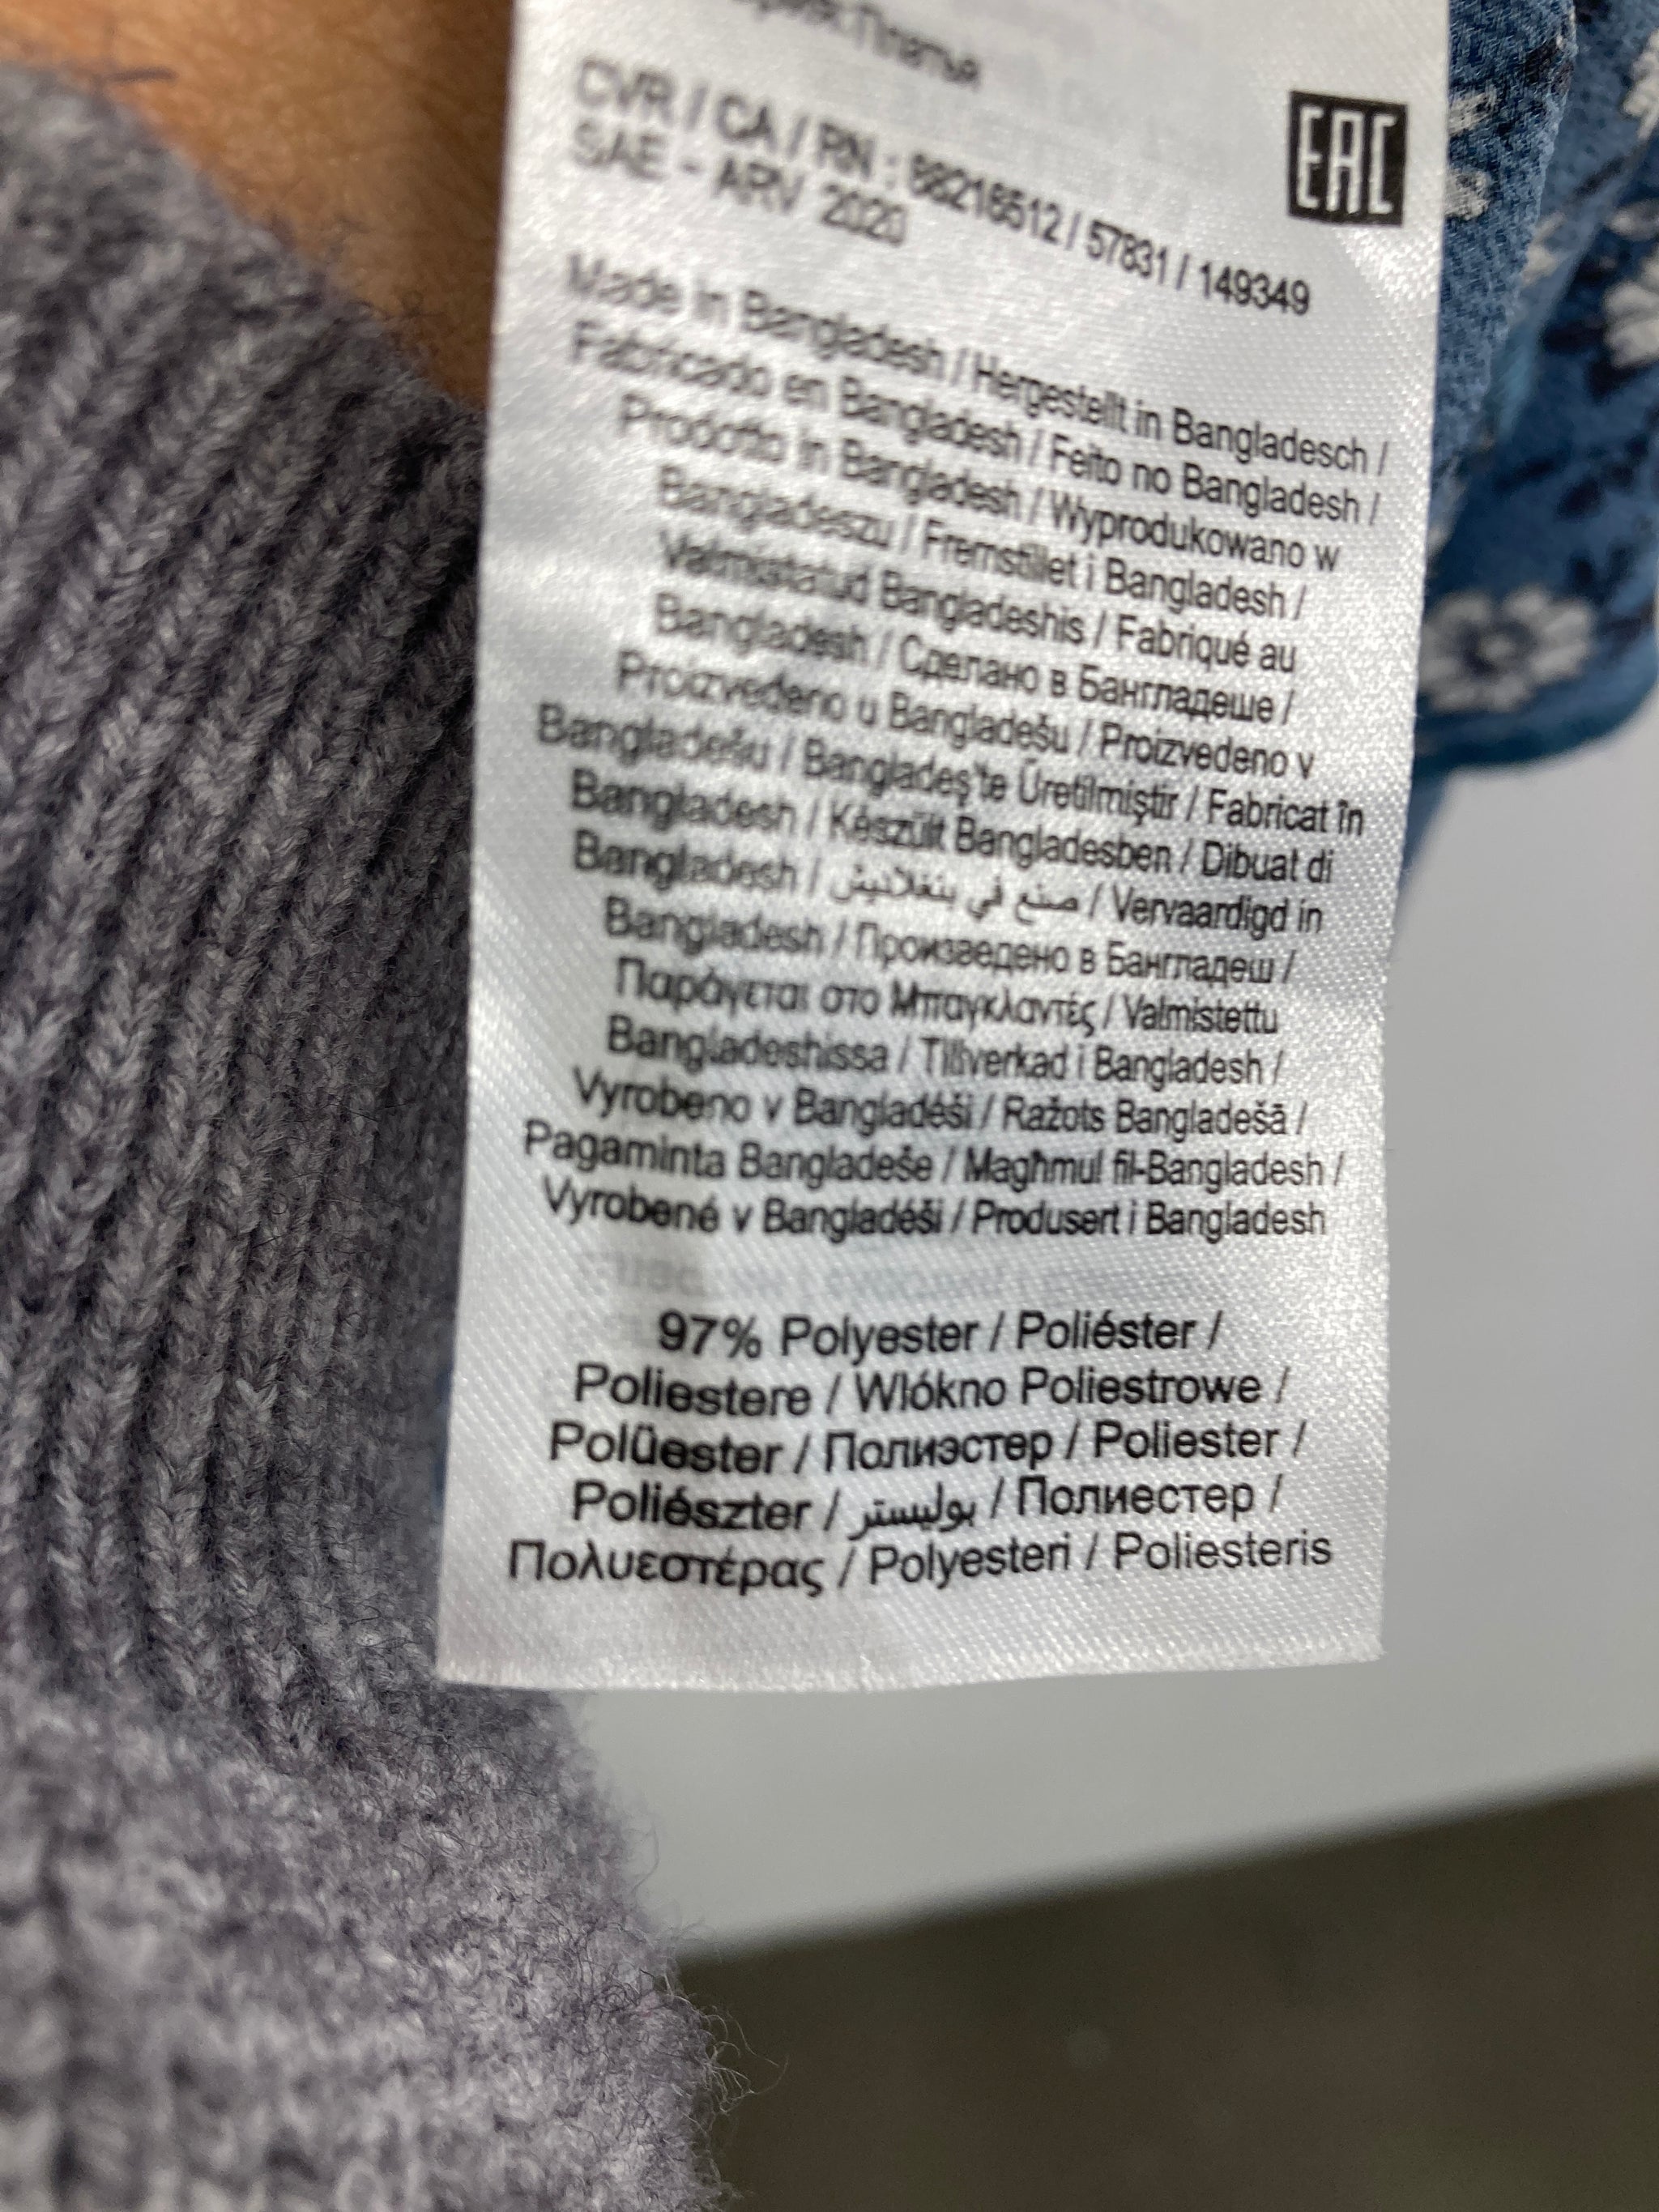 Платья
EAC
CVR / CA / RN : 88216512 / 57831 / 149349
SAE - ARV 2020
Made in Bangladesh / Hergestellt in Bangladesch /
Fabricado en Bangladesh / Feito no Bangladesh /
Prodotto in Bangladesh / Wyprodukowano w
Bangladeszu / Fremstillet i Bangladesh /
Valmistatud Bangladeshis / Fabriqué au
Bangladesh / Сделано в Бангладеше /
Proizvedeno u Bangladešu / Proizvedeno v
Bangladešu / Bangladeş'te Üretilmiştir / Fabricat în
Bangladesh / Készült Bangladesben / Dibuat di
Bangladesh / صنع في بنغلاديش / Vervaardigd in
Bangladesh / Произведено в Бангладеш /
Παράγεται στο Μπαγκλαντές / Valmistettu
Bangladeshissa / Tillverkad i Bangladesh /
Vyrobeno v Bangladéši / Ražots Bangladešā /
Pagaminta Bangladeše / Magħmul fil-Bangladesh /
Vyrobené v Bangladéši / Produsert i Bangladesh
97% Polyester / Poliéster /
Poliestere / Wlókno Poliestrowe /
Polüester / Полиэстер / Poliester /
Poliészter / بوليستر / Полиестер /
Πολυεστέρας / Polyesteri / Poliesteris